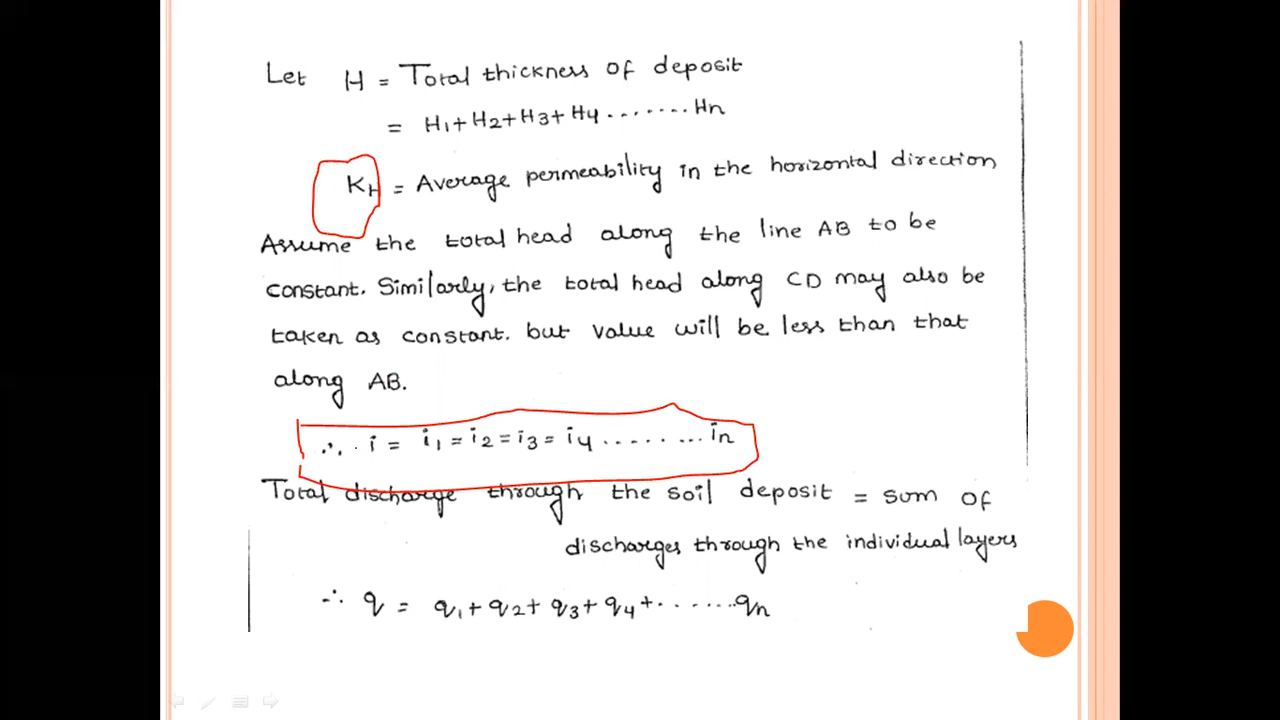 Let H = Total thickness of deposit
= H1+H2+H3+H4.......Hn
KH = Average permeability in the horizontal direction
Assume the total head along the line AB to be
constant. Similarly, the total head along CD may also be
taken as constant. but value will be less than that
along AB.
∴ i = i1 = i2 = i3 = i4 ......... in
Total discharge through the soil deposit = sum of
discharges through the individual layers
∴ q = q1+q2+q3+q4+.......qn